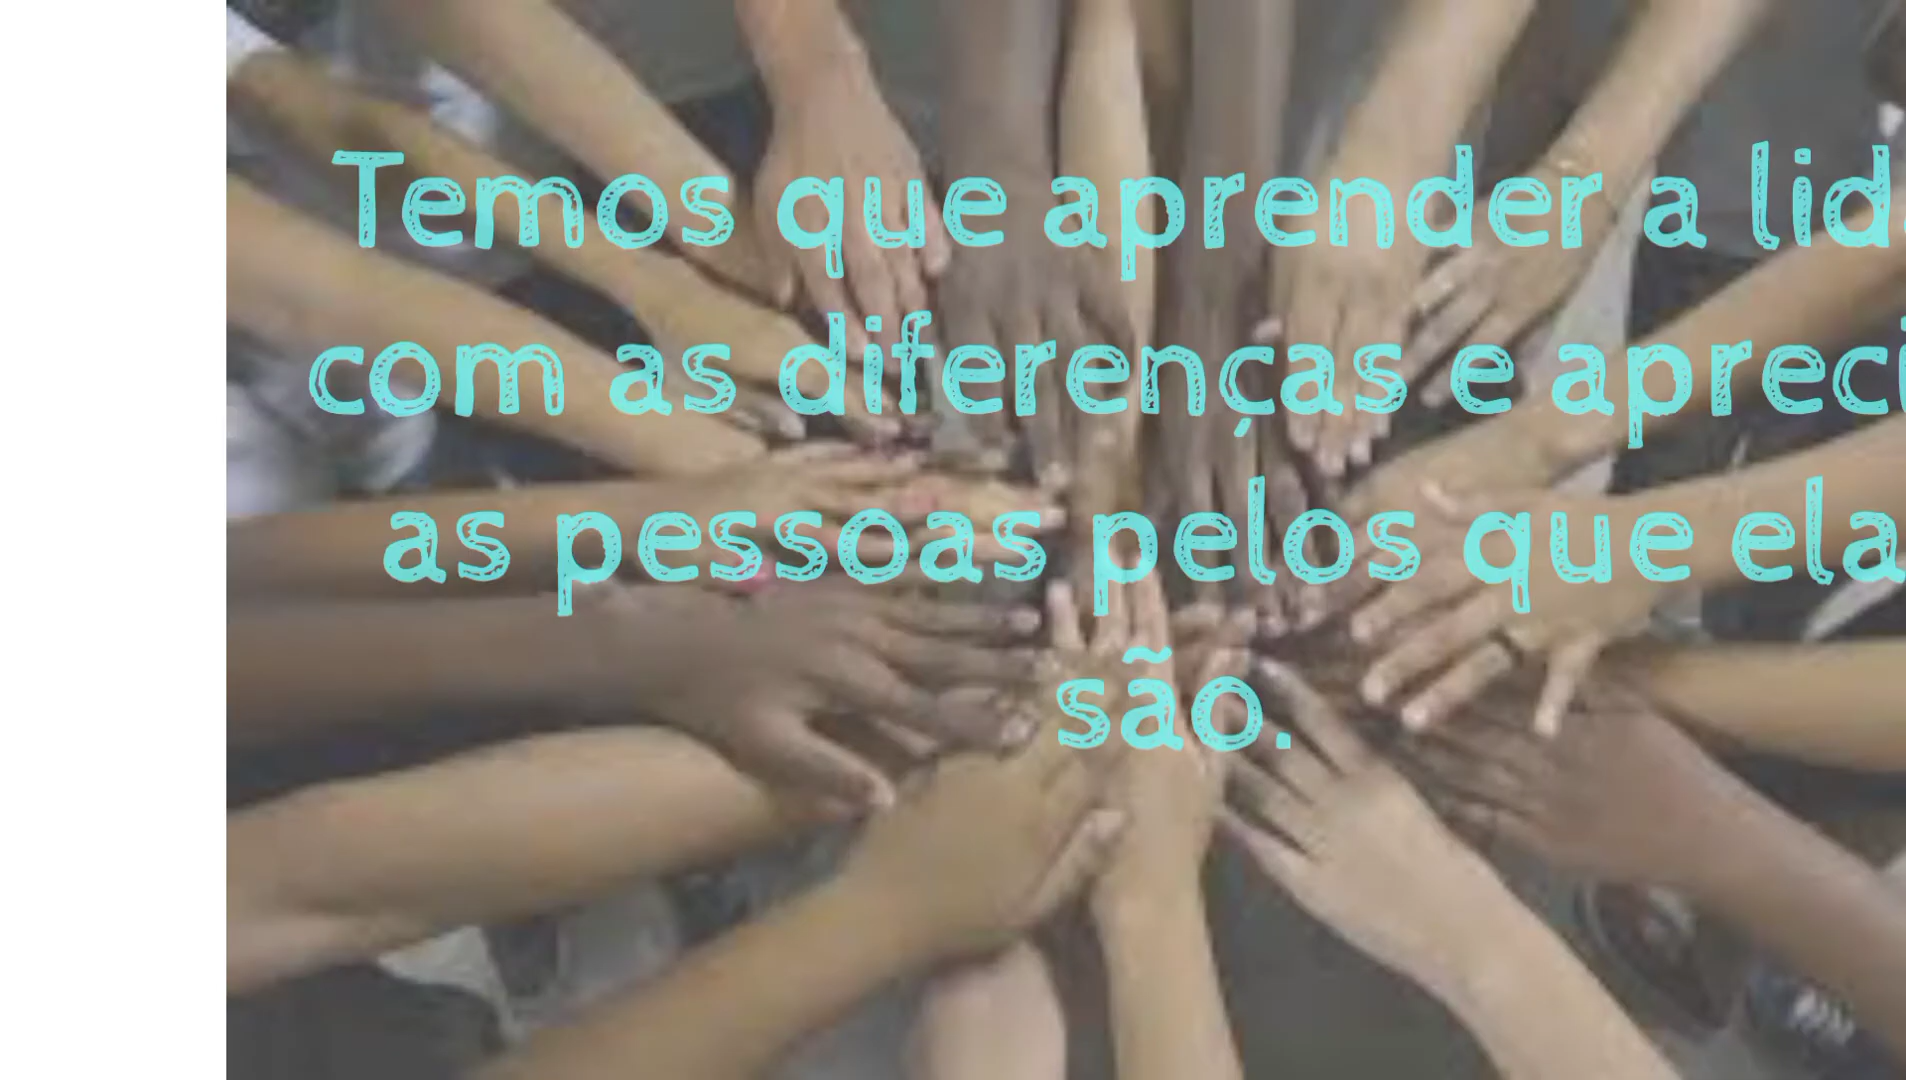 Temos que aprender a lid
com as diferenças e apreci
as pessoas pelos que ela
são.